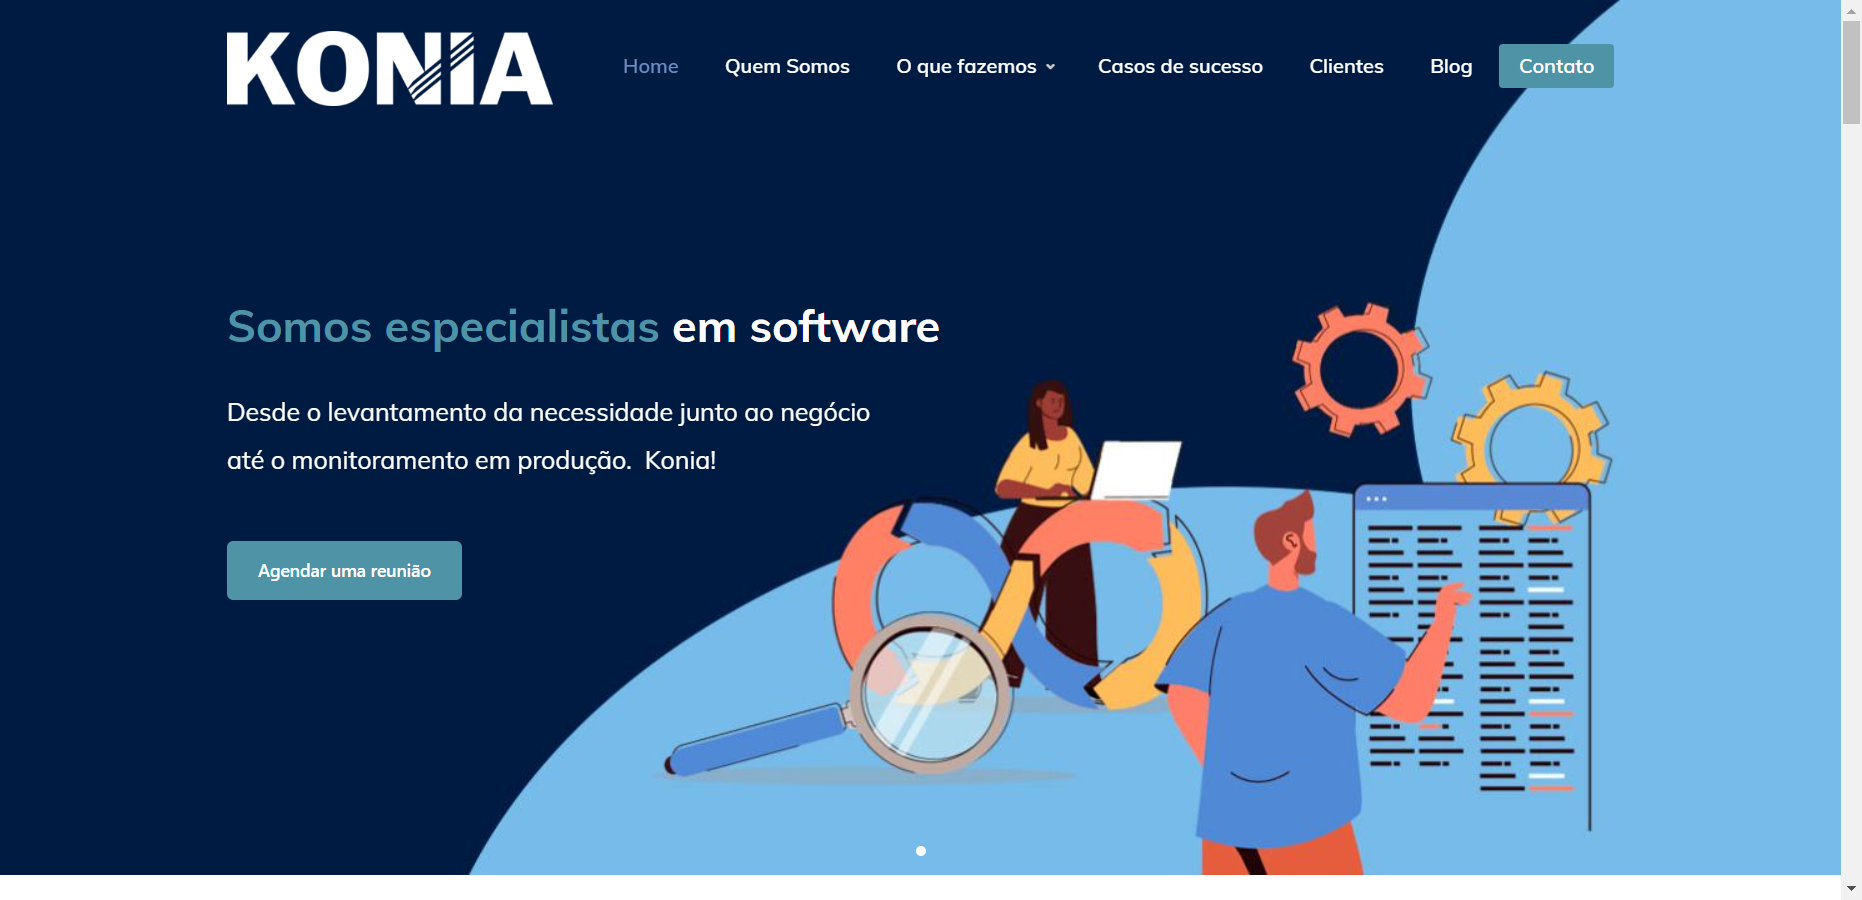 KONIA
Home Quem Somos O que fazemos Casos de sucesso Clientes Blog Contato
Somos especialistas em software
Desde o levantamento da necessidade junto ao negócio
até o monitoramento em produção.  Konia!
Agendar uma reunião